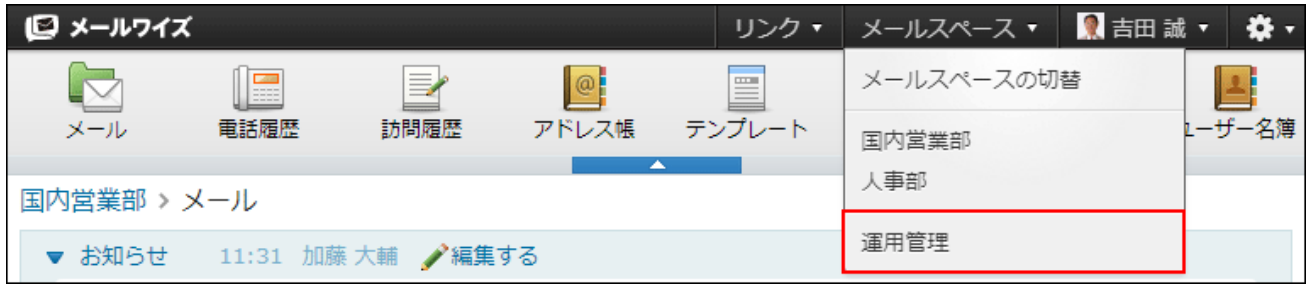 メールワイズ リンク ▼ メールスペース ▼ 吉田 誠 ▼
メールスペースの切替
メール 電話履歴 訪問履歴 アドレス帳 テンプレート ーザー名簿
国内営業部
人事部
国内営業部 > メール
運用管理
▼ お知らせ 11:31 加藤 大輔 編集する